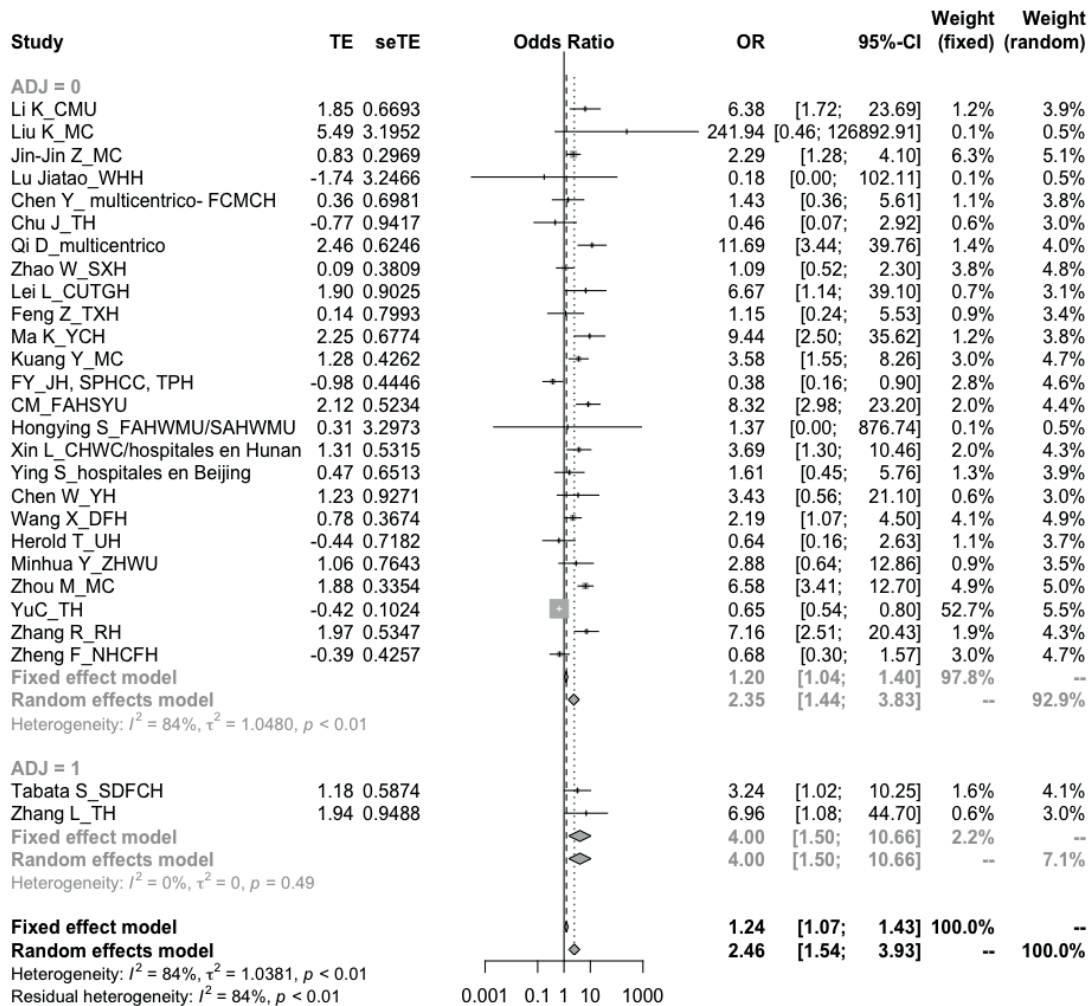 Weight Weight
Study TE seTE Odds Ratio OR 95%-CI (fixed) (random)
ADJ = 0
Li K_CMU 1.85 0.6693 6.38 [1.72; 23.69] 1.2% 3.9%
Liu K_MC 5.49 3.1952 241.94 [0.46; 126892.91] 0.1% 0.5%
Jin-Jin Z_MC 0.83 0.2969 2.29 [1.28; 4.10] 6.3% 5.1%
Lu Jiatao_WHH -1.74 3.2466 0.18 [0.00; 102.11] 0.1% 0.5%
Chen Y_ multicentrico- FCMCH 0.36 0.6981 1.43 [0.36; 5.61] 1.1% 3.8%
Chu J_TH -0.77 0.9417 0.46 [0.07; 2.92] 0.6% 3.0%
Qi D_multicentrico 2.46 0.6246 11.69 [3.44; 39.76] 1.4% 4.0%
Zhao W_SXH 0.09 0.3809 1.09 [0.52; 2.30] 3.8% 4.8%
Lei L_CUTGH 1.90 0.9025 6.67 [1.14; 39.10] 0.7% 3.1%
Feng Z_TXH 0.14 0.7993 1.15 [0.24; 5.53] 0.9% 3.4%
Ma K_YCH 2.25 0.6774 9.44 [2.50; 35.62] 1.2% 3.8%
Kuang Y_MC 1.28 0.4262 3.58 [1.55; 8.26] 3.0% 4.7%
FY_JH, SPHCC, TPH -0.98 0.4446 0.38 [0.16; 0.90] 2.8% 4.6%
CM_FAHSYU 2.12 0.5234 8.32 [2.98; 23.20] 2.0% 4.4%
Hongying S_FAHWMU/SAHWMU 0.31 3.2973 1.37 [0.00; 876.74] 0.1% 0.5%
Xin L_CHWC/hospitales en Hunan 1.31 0.5315 3.69 [1.30; 10.46] 2.0% 4.3%
Ying S_hospitales en Beijing 0.47 0.6513 1.61 [0.45; 5.76] 1.3% 3.9%
Chen W_YH 1.23 0.9271 3.43 [0.56; 21.10] 0.6% 3.0%
Wang X_DFH 0.78 0.3674 2.19 [1.07; 4.50] 4.1% 4.9%
Herold T_UH -0.44 0.7182 0.64 [0.16; 2.63] 1.1% 3.7%
Minhua Y_ZHWU 1.06 0.7643 2.88 [0.64; 12.86] 0.9% 3.5%
Zhou M_MC 1.88 0.3354 6.58 [3.41; 12.70] 4.9% 5.0%
YuC_TH -0.42 0.1024 0.65 [0.54; 0.80] 52.7% 5.5%
Zhang R_RH 1.97 0.5347 7.16 [2.51; 20.43] 1.9% 4.3%
Zheng F_NHCFH -0.39 0.4257 0.68 [0.30; 1.57] 3.0% 4.7%
Fixed effect model 1.20 [1.04; 1.40] 97.8% --
Random effects model 2.35 [1.44; 3.83] -- 92.9%
Heterogeneity: I² = 84%, τ² = 1.0480, p < 0.01
ADJ = 1
Tabata S_SDFCH 1.18 0.5874 3.24 [1.02; 10.25] 1.6% 4.1%
Zhang L_TH 1.94 0.9488 6.96 [1.08; 44.70] 0.6% 3.0%
Fixed effect model 4.00 [1.50; 10.66] 2.2% --
Random effects model 4.00 [1.50; 10.66] -- 7.1%
Heterogeneity: I² = 0%, τ² = 0, p = 0.49
Fixed effect model 1.24 [1.07; 1.43] 100.0% --
Random effects model 2.46 [1.54; 3.93] -- 100.0%
Heterogeneity: I² = 84%, τ² = 1.0381, p < 0.01
Residual heterogeneity: I² = 84%, p < 0.01 0.001 0.1 1 10 1000